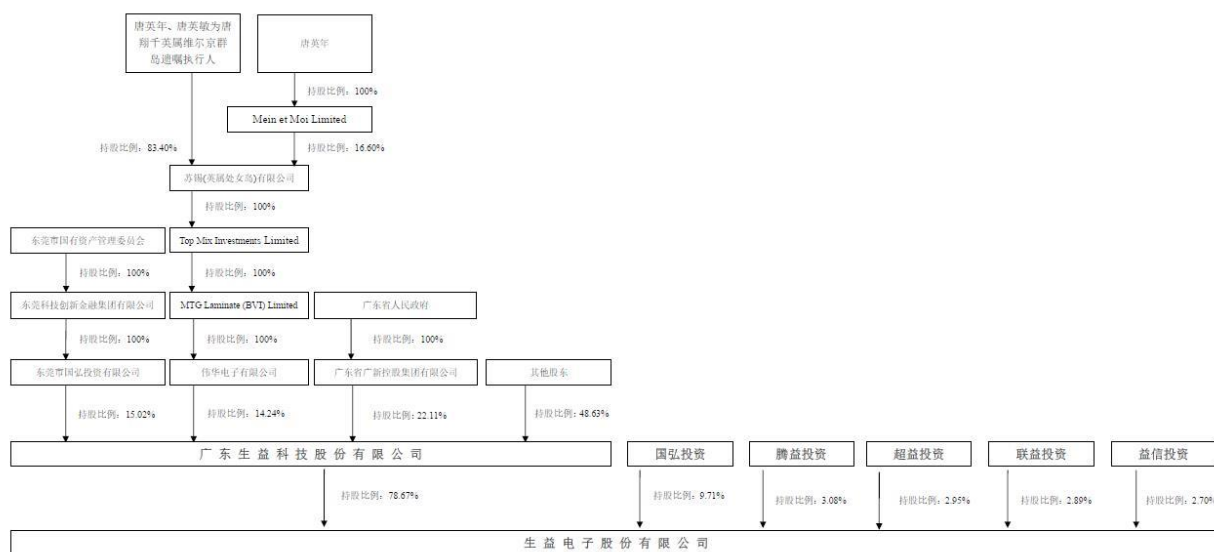 唐英年、唐英敏为唐
翔千英属维尔京群
岛遗嘱执行人
唐英年
持股比例：100%
Mein et Moi Limited
持股比例：83.40%
持股比例：16.60%
苏锡(英属处女岛)有限公司
持股比例：100%
东莞市国有资产管理委员会
Top Mix Investments Limited
持股比例：100%
持股比例：100%
东莞科技创新金融集团有限公司
MTG Laminate (BVI) Limited
广东省人民政府
持股比例：100%
持股比例：100%
持股比例：100%
东莞市国弘投资有限公司
伟华电子有限公司
广东省广新控股集团有限公司
其他股东
持股比例：15.02%
持股比例：14.24%
持股比例：22.11%
持股比例：48.63%
广东生益科技股份有限公司
国弘投资
腾益投资
超益投资
联益投资
益信投资
持股比例：78.67%
持股比例：9.71%
持股比例：3.08%
持股比例：2.95%
持股比例：2.89%
持股比例：2.70%
生益电子股份有限公司